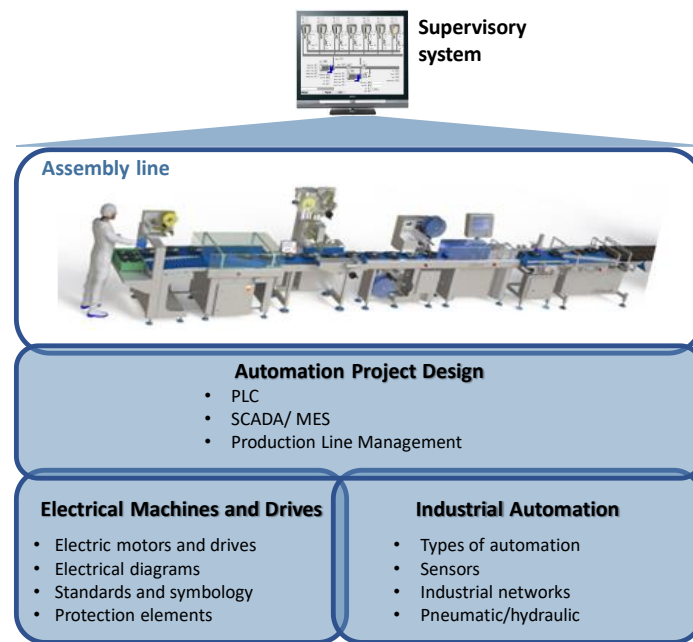 Supervisory
system
Assembly line
Automation Project Design
• PLC
• SCADA/ MES
• Production Line Management
Electrical Machines and Drives
• Electric motors and drives
• Electrical diagrams
• Standards and symbology
• Protection elements
Industrial Automation
• Types of automation
• Sensors
• Industrial networks
• Pneumatic/hydraulic